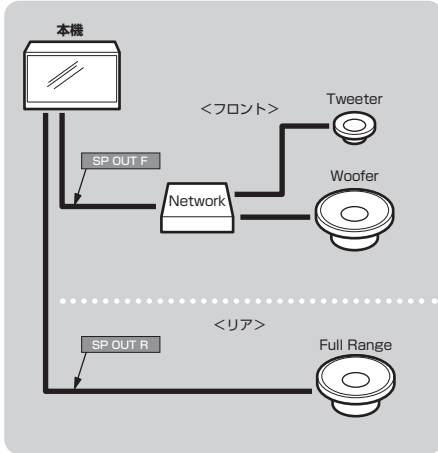 本機
<フロント>
Tweeter
SP OUT F
Woofer
Network
<リア>
SP OUT R
Full Range